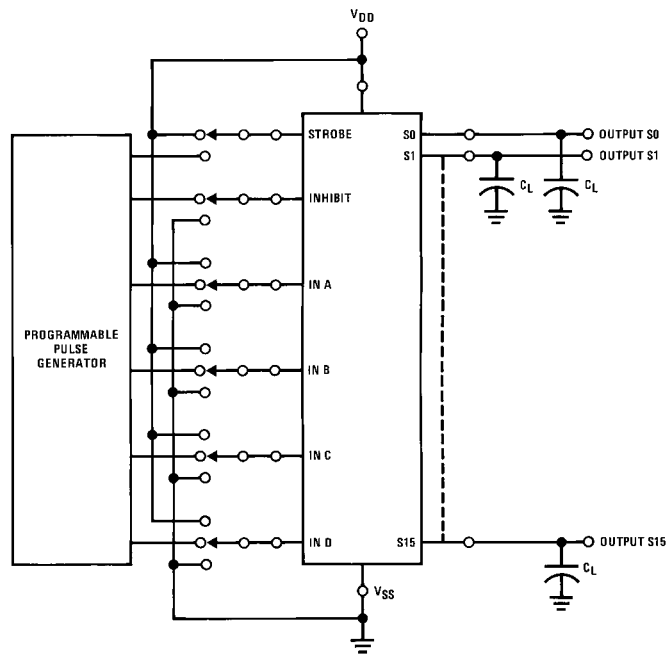 VDD
STROBE
S0
OUTPUT S0
S1
OUTPUT S1
CL
CL
INHIBIT
IN A
PROGRAMMABLE
PULSE
GENERATOR
IN B
IN C
IN D
S15
OUTPUT S15
CL
VSS